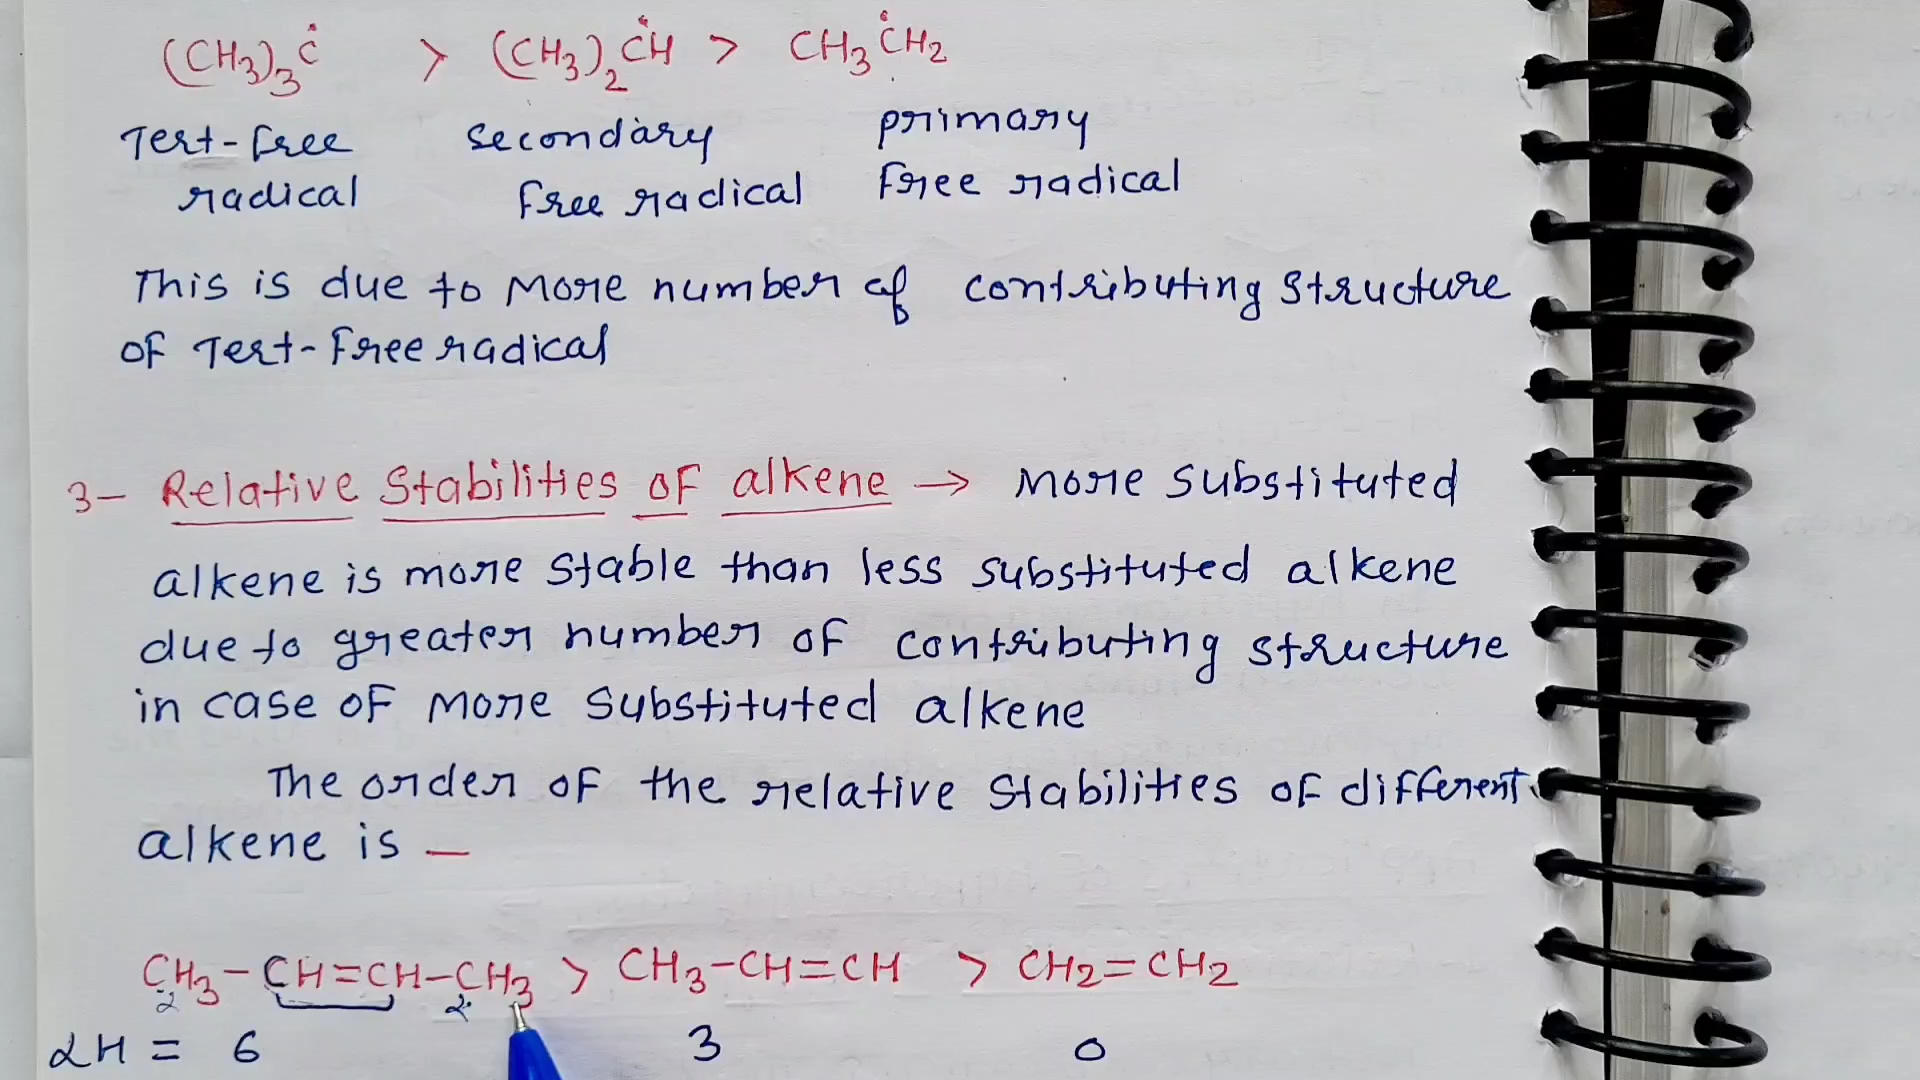 (CH3)3Ċ > (CH3)2ĊH > CH3ĊH2
Tert-free secondary primary
radical free radical free radical
This is due to more number of contributing structure
of Tert-free radical
3- Relative Stabilities of alkene → more substituted
alkene is more stable than less substituted alkene
due to greater number of contributing structure
in case of more substituted alkene
The order of the relative stabilities of different
alkene is —
CH3-CH=CH-CH3 > CH3-CH=CH > CH2=CH2
α α
αH = 6 3 0